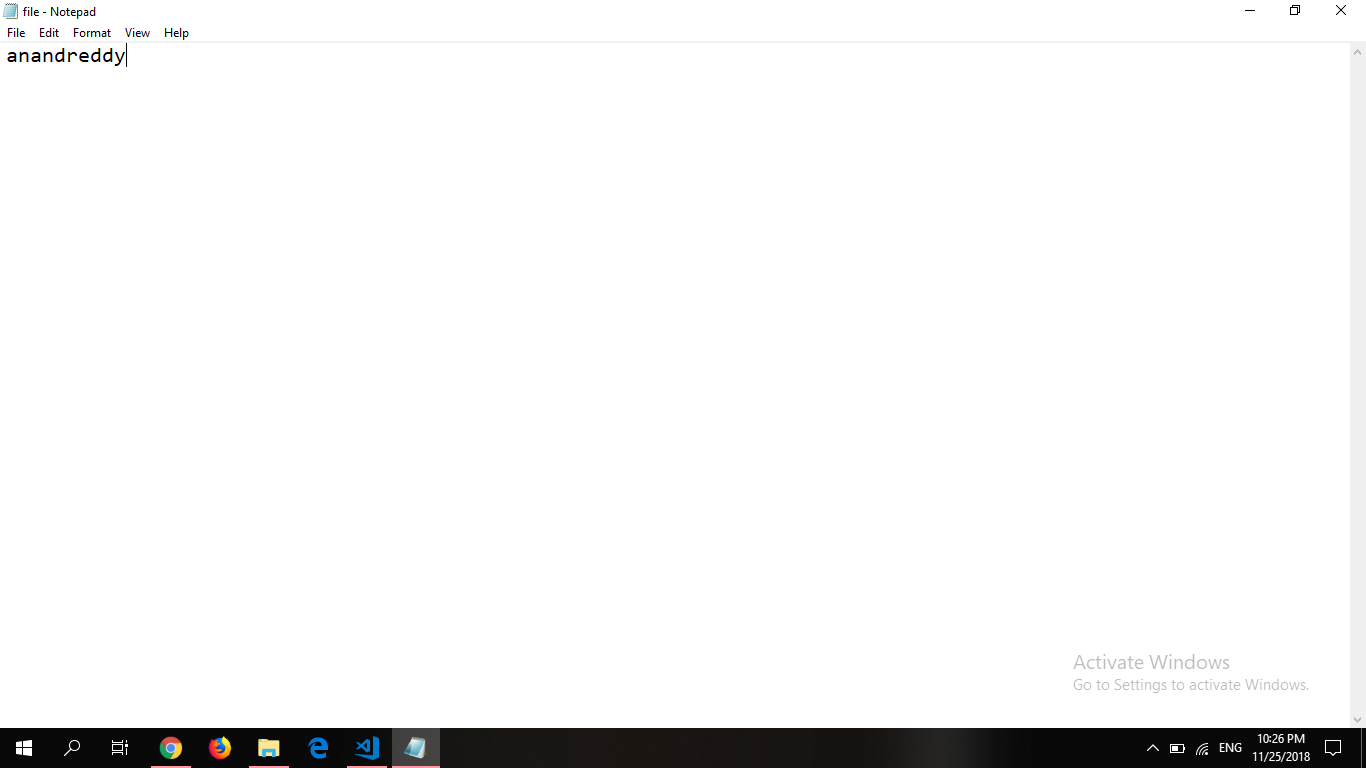 file - Notepad
File Edit Format View Help
anandreddy
Activate Windows
Go to Settings to activate Windows.
ENG
10:26 PM
11/25/2018